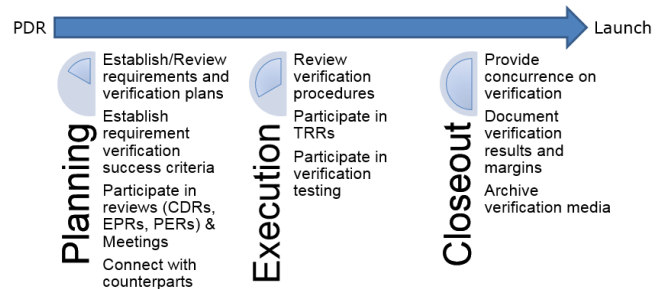 PDR
Launch
Planning
Establish/Review
requirements and
verification plans
Establish
requirement
verification
success criteria
Participate in
reviews (CDRs,
EPRs, PERs) &
Meetings
Connect with
counterparts
Execution
Review
verification
procedures
Participate in
TRRs
Participate in
verification
testing
Closeout
Provide
concurrence on
verification
Document
verification
results and
margins
Archive
verification media